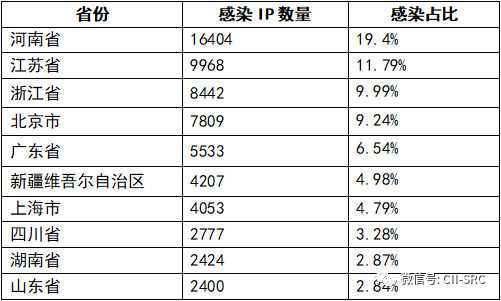 省份 感染 IP 数量 感染占比
河南省 16404 19.4%
江苏省 9968 11.79%
浙江省 8442 9.99%
北京市 7809 9.24%
广东省 5533 6.54%
新疆维吾尔自治区 4207 4.98%
上海市 4053 4.79%
四川省 2777 3.28%
湖南省 2424 2.87%
山东省 2400 2.84%
微信号: CII-SRC